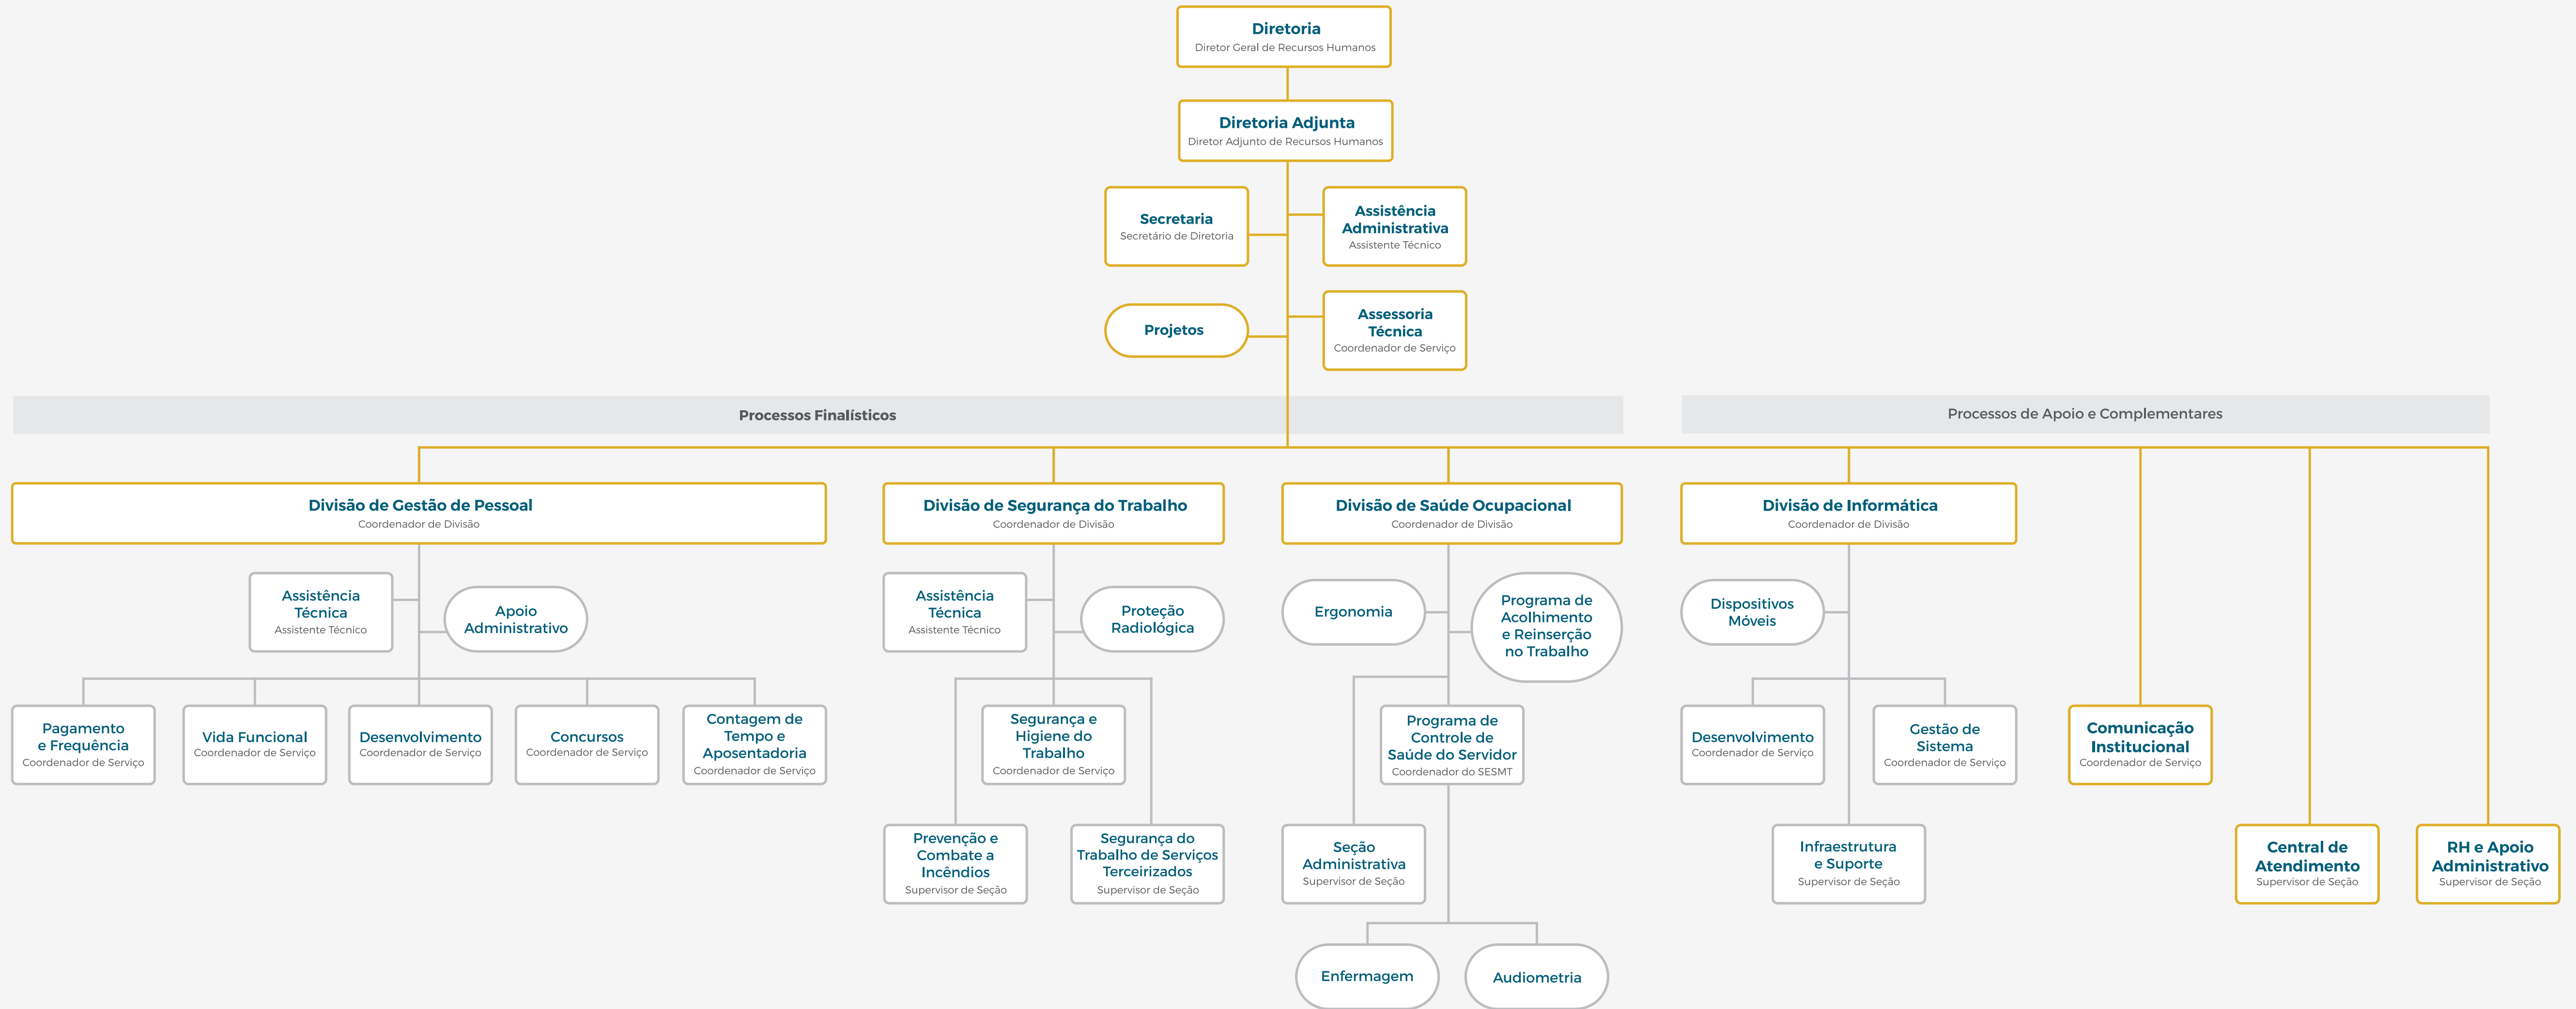 Diretoria
Diretor Geral de Recursos Humanos
Diretoria Adjunta
Diretor Adjunto de Recursos Humanos
Secretaria
Secretário de Diretoria
Assistência
Administrativa
Assistente Técnico
Projetos
Assessoria
Técnica
Coordenador de Serviço
Processos Finalísticos
Processos de Apoio e Complementares
Divisão de Gestão de Pessoal
Coordenador de Divisão
Divisão de Segurança do Trabalho
Coordenador de Divisão
Divisão de Saúde Ocupacional
Coordenador de Divisão
Divisão de Informática
Coordenador de Divisão
Assistência
Técnica
Assistente Técnico
Apoio
Administrativo
Assistência
Técnica
Assistente Técnico
Proteção
Radiológica
Ergonomia
Programa de
Acolhimento
e Reinserção
no Trabalho
Dispositivos
Móveis
Pagamento
e Frequência
Coordenador de Serviço
Vida Funcional
Coordenador de Serviço
Desenvolvimento
Coordenador de Serviço
Concursos
Coordenador de Serviço
Contagem de
Tempo e
Aposentadoria
Coordenador de Serviço
Segurança e
Higiene do
Trabalho
Coordenador de Serviço
Programa de
Controle de
Saúde do Servidor
Coordenador do SESMT
Desenvolvimento
Coordenador de Serviço
Gestão de
Sistema
Coordenador de Serviço
Comunicação
Institucional
Coordenador de Serviço
Prevenção e
Combate a
Incêndios
Supervisor de Seção
Segurança do
Trabalho de Serviços
Terceirizados
Supervisor de Seção
Seção
Administrativa
Supervisor de Seção
Infraestrutura
e Suporte
Supervisor de Seção
Central de
Atendimento
Supervisor de Seção
RH e Apoio
Administrativo
Supervisor de Seção
Enfermagem
Audiometria